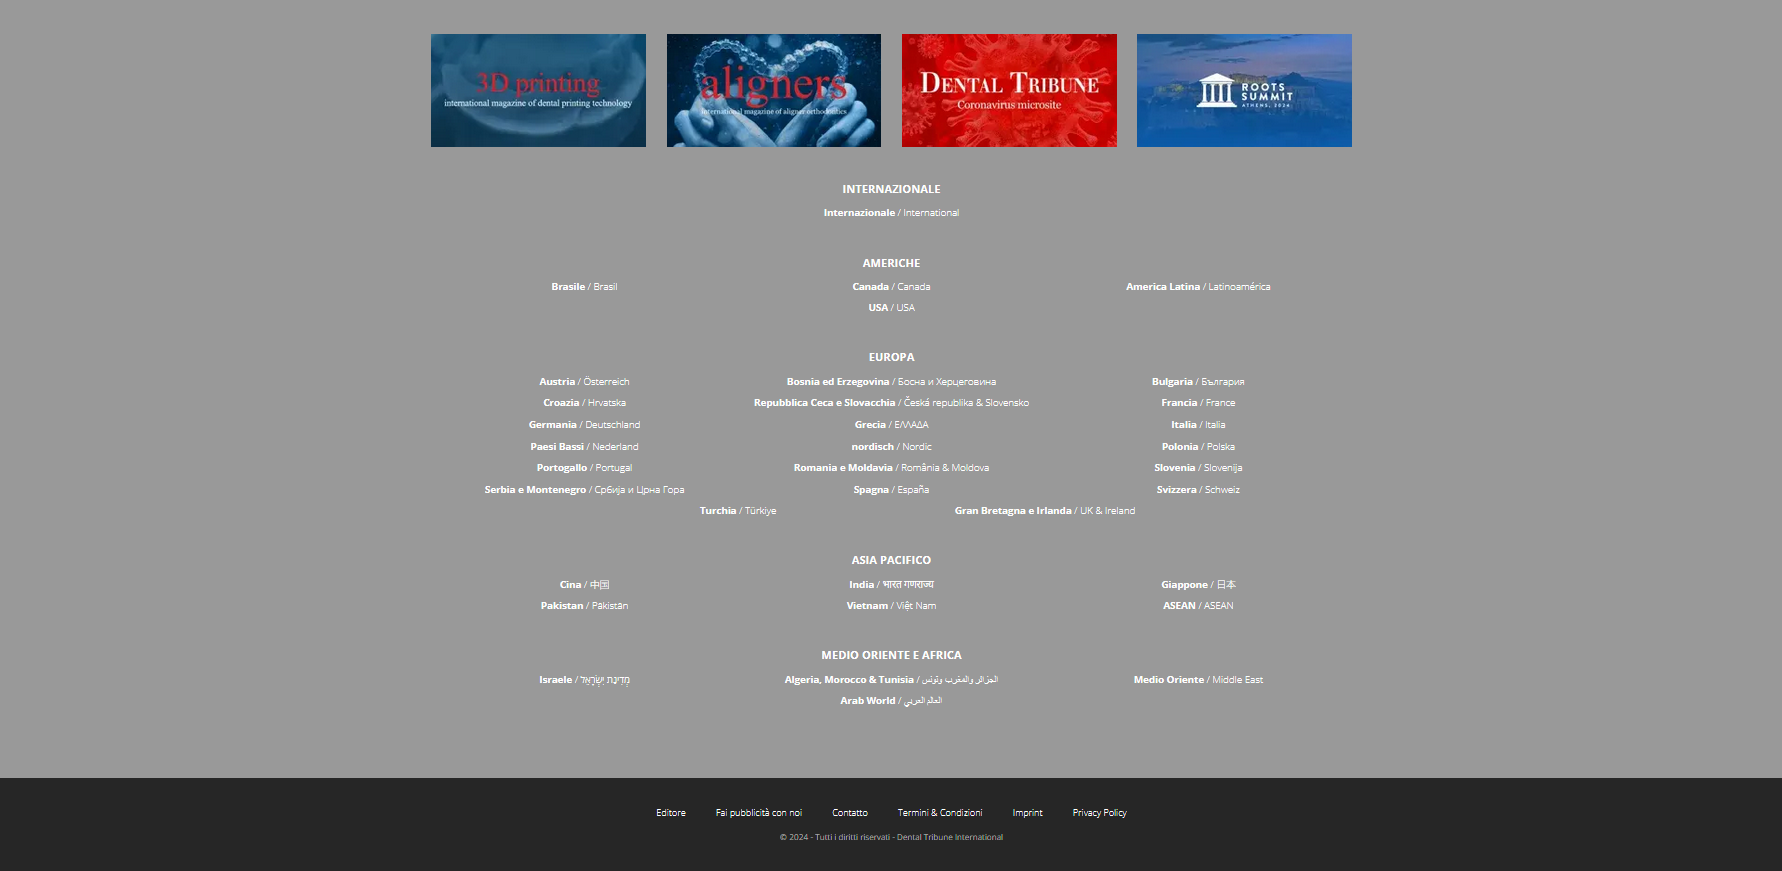 3D printing
international magazine of dental printing technology
aligners
international magazine of aligner orthodontics
DENTAL TRIBUNE
Coronavirus microsite
ROOTS
SUMMIT
ATHENS, 2024
INTERNAZIONALE
Internazionale / International
AMERICHE
Brasile / Brasil
Canada / Canada
America Latina / Latinoamérica
USA / USA
EUROPA
Austria / Österreich
Bosnia ed Erzegovina / Босна и Херцеговина
Bulgaria / България
Croazia / Hrvatska
Repubblica Ceca e Slovacchia / Česká republika & Slovensko
Francia / France
Germania / Deutschland
Grecia / ΕΛΛΑΔΑ
Italia / Italia
Paesi Bassi / Nederland
nordisch / Nordic
Polonia / Polska
Portogallo / Portugal
Romania e Moldavia / România & Moldova
Slovenia / Slovenija
Serbia e Montenegro / Србија и Црна Гора
Spagna / España
Svizzera / Schweiz
Turchia / Türkiye
Gran Bretagna e Irlanda / UK & Ireland
ASIA PACIFICO
Cina / 中国
India / भारत गणराज्य
Giappone / 日本
Pakistan / Pākistān
Vietnam / Việt Nam
ASEAN / ASEAN
MEDIO ORIENTE E AFRICA
Israele / מְדִינַת יִשְׂרָאֵל
Algeria, Morocco & Tunisia / الجزائر والمغرب وتونس
Medio Oriente / Middle East
Arab World / العالم العربي
Editore
Fai pubblicità con noi
Contatto
Termini & Condizioni
Imprint
Privacy Policy
© 2024 - Tutti i diritti riservati - Dental Tribune International